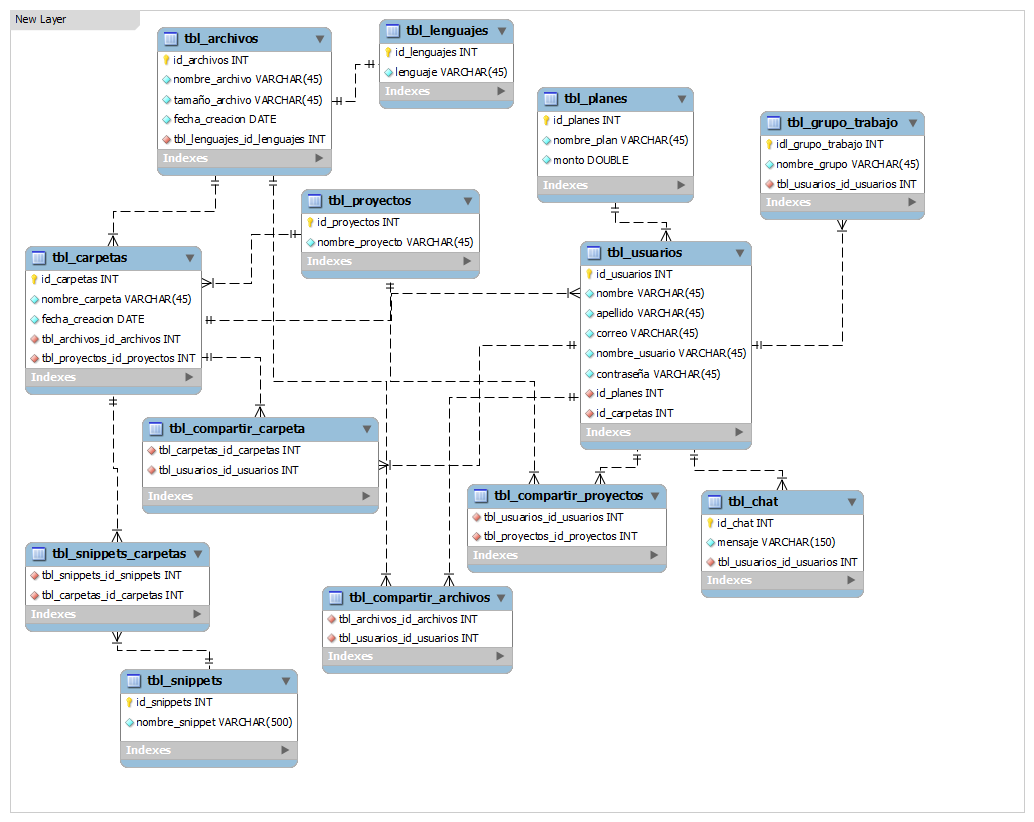 New Layer
tbl_archivos
id_archivos INT
nombre_archivo VARCHAR(45)
tamaño_archivo VARCHAR(45)
fecha_creacion DATE
tbl_lenguajes_id_lenguajes INT
Indexes
tbl_lenguajes
id_lenguajes INT
lenguaje VARCHAR(45)
Indexes
tbl_planes
id_planes INT
nombre_plan VARCHAR(45)
monto DOUBLE
Indexes
tbl_grupo_trabajo
idl_grupo_trabajo INT
nombre_grupo VARCHAR(45)
tbl_usuarios_id_usuarios INT
Indexes
tbl_proyectos
id_proyectos INT
nombre_proyecto VARCHAR(45)
Indexes
tbl_carpetas
id_carpetas INT
nombre_carpeta VARCHAR(45)
fecha_creacion DATE
tbl_archivos_id_archivos INT
tbl_proyectos_id_proyectos INT
Indexes
tbl_usuarios
id_usuarios INT
nombre VARCHAR(45)
apellido VARCHAR(45)
correo VARCHAR(45)
nombre_usuario VARCHAR(45)
contraseña VARCHAR(45)
id_planes INT
id_carpetas INT
Indexes
tbl_compartir_carpeta
tbl_carpetas_id_carpetas INT
tbl_usuarios_id_usuarios INT
Indexes
tbl_compartir_proyectos
tbl_usuarios_id_usuarios INT
tbl_proyectos_id_proyectos INT
Indexes
tbl_chat
id_chat INT
mensaje VARCHAR(150)
tbl_usuarios_id_usuarios INT
Indexes
tbl_snippets_carpetas
tbl_snippets_id_snippets INT
tbl_carpetas_id_carpetas INT
Indexes
tbl_compartir_archivos
tbl_archivos_id_archivos INT
tbl_usuarios_id_usuarios INT
Indexes
tbl_snippets
id_snippets INT
nombre_snippet VARCHAR(500)
Indexes